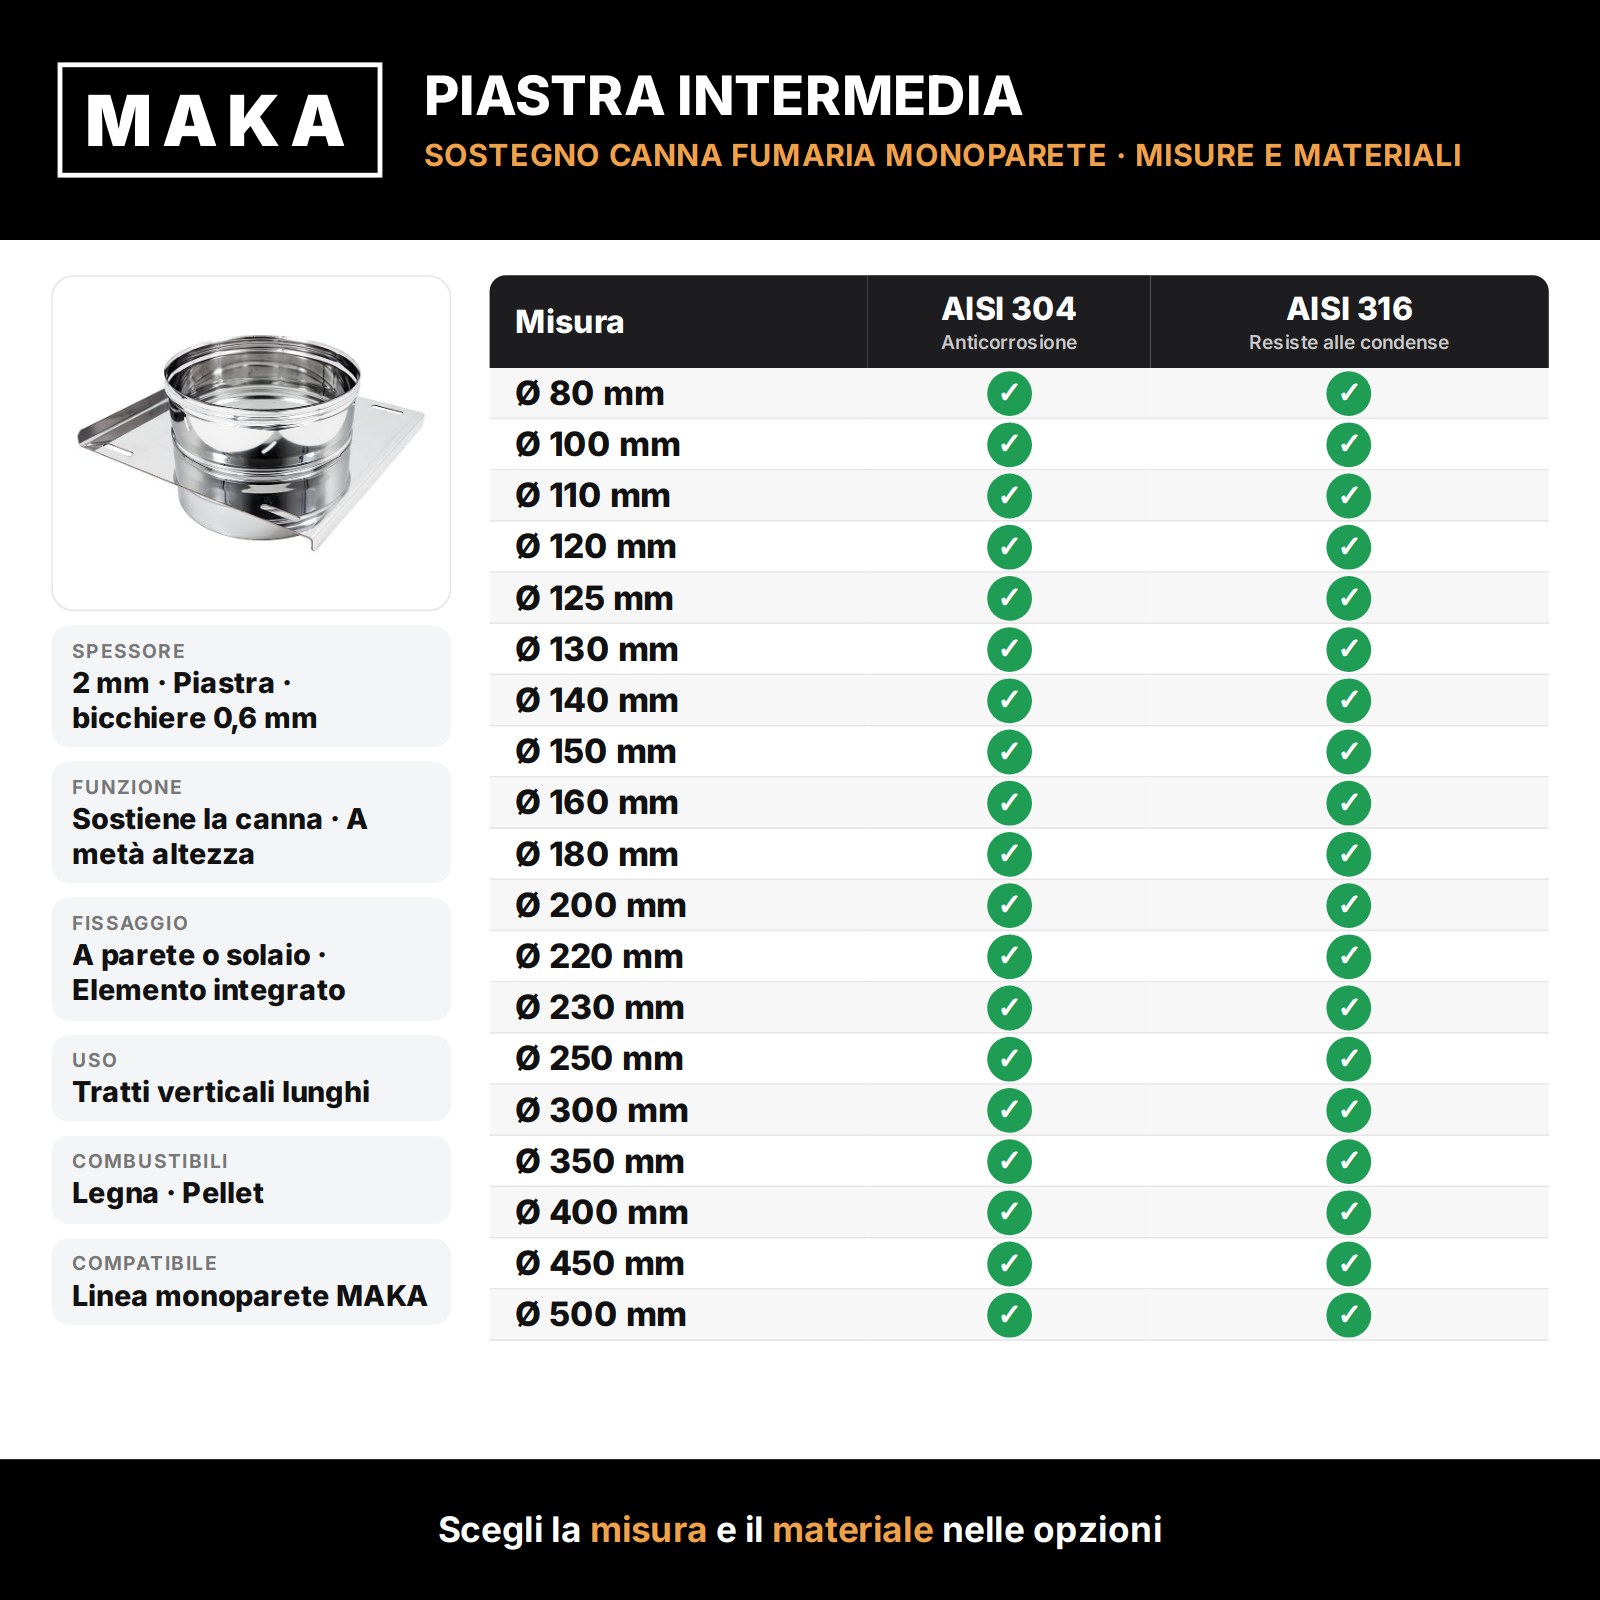 MAKA
PIASTRA INTERMEDIA
SOSTEGNO CANNA FUMARIA MONOPARETE · MISURE E MATERIALI
SPESSORE
2 mm · Piastra ·
bicchiere 0,6 mm
FUNZIONE
Sostiene la canna · A
metà altezza
FISSAGGIO
A parete o solaio ·
Elemento integrato
USO
Tratti verticali lunghi
COMBUSTIBILI
Legna · Pellet
COMPATIBILE
Linea monoparete MAKA
Misura AISI 304 AISI 316
Anticorrosione Resiste alle condense
Ø 80 mm ✓ ✓
Ø 100 mm ✓ ✓
Ø 110 mm ✓ ✓
Ø 120 mm ✓ ✓
Ø 125 mm ✓ ✓
Ø 130 mm ✓ ✓
Ø 140 mm ✓ ✓
Ø 150 mm ✓ ✓
Ø 160 mm ✓ ✓
Ø 180 mm ✓ ✓
Ø 200 mm ✓ ✓
Ø 220 mm ✓ ✓
Ø 230 mm ✓ ✓
Ø 250 mm ✓ ✓
Ø 300 mm ✓ ✓
Ø 350 mm ✓ ✓
Ø 400 mm ✓ ✓
Ø 450 mm ✓ ✓
Ø 500 mm ✓ ✓
Scegli la misura e il materiale nelle opzioni